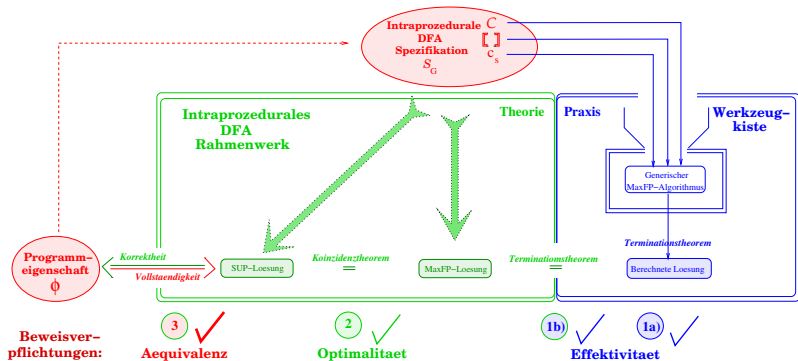 Intraprozedurale C
DFA [[ ]]
Spezifikation c_s
S_G
Intraprozedurales
DFA
Rahmenwerk
Theorie
Praxis
Werkzeug-
kiste
Generischer
MaxFP-Algorithmus
Terminationstheorem
Programm-
eigenschaft
ϕ
Korrektheit
Vollstaendigkeit
SUP-Loesung
Koinzidenztheorem
=
MaxFP-Loesung
Terminationstheorem
=
Berechnete Loesung
Beweisver-
pflichtungen:
3
Aequivalenz
2
Optimalitaet
1b)
1a)
Effektivitaet